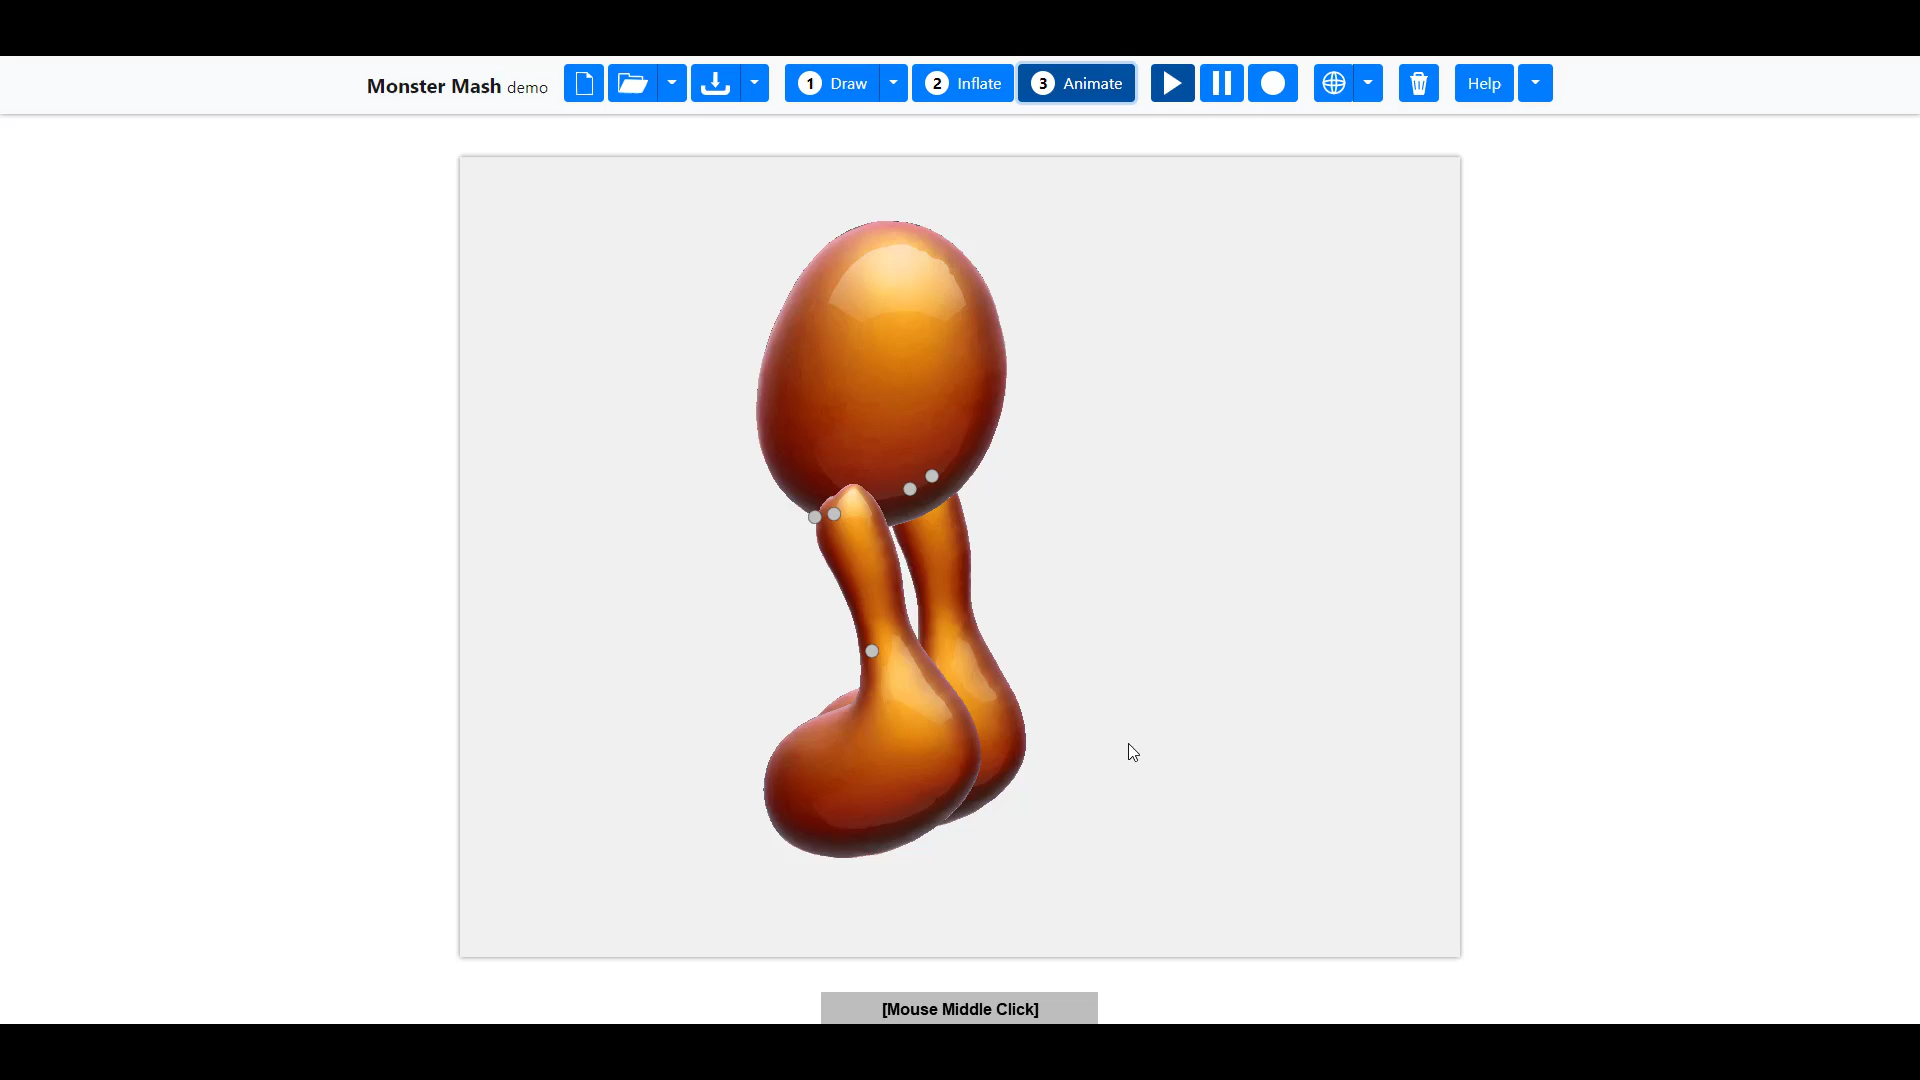 Monster Mash demo
1 Draw
2 Inflate
3 Animate
Help
[Mouse Middle Click]